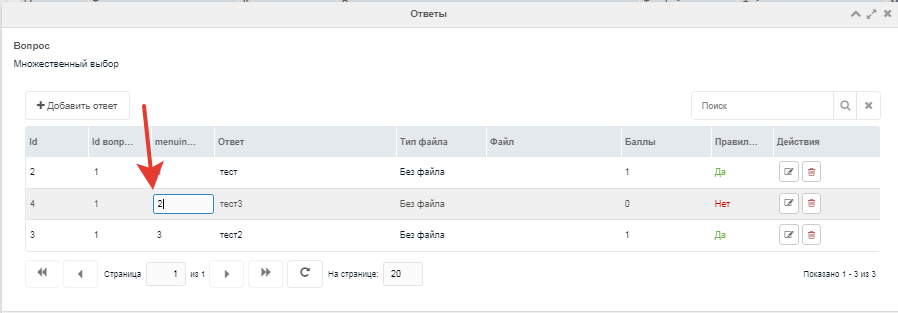 Ответы
Вопрос
Множественный выбор
Добавить ответ
Поиск
Id Id вопр... menuin... Ответ Тип файла Файл Баллы Правил... Действия
2 1 тест Без файла 1 Да
4 1 2 тест3 Без файла 0 Нет
3 1 3 тест2 Без файла 1 Да
Страница 1 из 1 На странице: 20 Показано 1 - 3 из 3